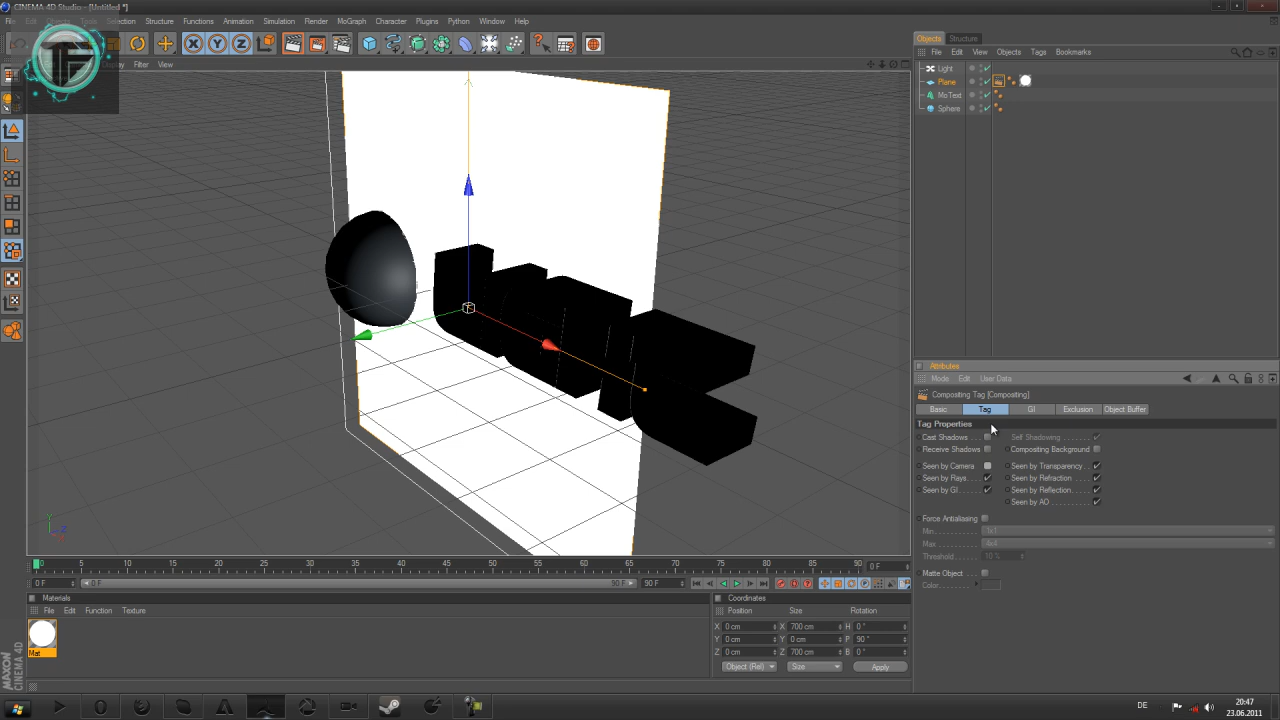 CINEMA 4D Studio - [Untitled *]
Selection Structure Functions Animation Simulation Render MoGraph Character Plugins Python Window Help
Filter View
Objects Structure
File Edit View Objects Tags Bookmarks
Light
Plane
MoText
Sphere
Attributes
Mode Edit User Data
Compositing Tag [Compositing]
Basic Tag GI Exclusion Object Buffer
Tag Properties
Cast Shadows Self Shadowing
Receive Shadows Compositing Background
Seen by Camera Seen by Transparency
Seen by Rays Seen by Refraction
Seen by GI Seen by Reflection
Seen by AO
Force Antialiasing
Min 1x1
Max 4x4
Threshold 10 %
Matte Object
Color
Y Z X
0 5 10 15 20 25 30 35 40 45 50 55 60 65 70 75 80 85 90 0 F
0 F 0 F 90 F 90 F
Materials
File Edit Function Texture
Mat
Coordinates
Position Size Rotation
X 0 cm X 700 cm H 0 °
Y 0 cm Y 0 cm P 90 °
Z 0 cm Z 700 cm B 0 °
Object (Rel) Size Apply
MAXON CINEMA 4D
DE 20:47
23.06.2011